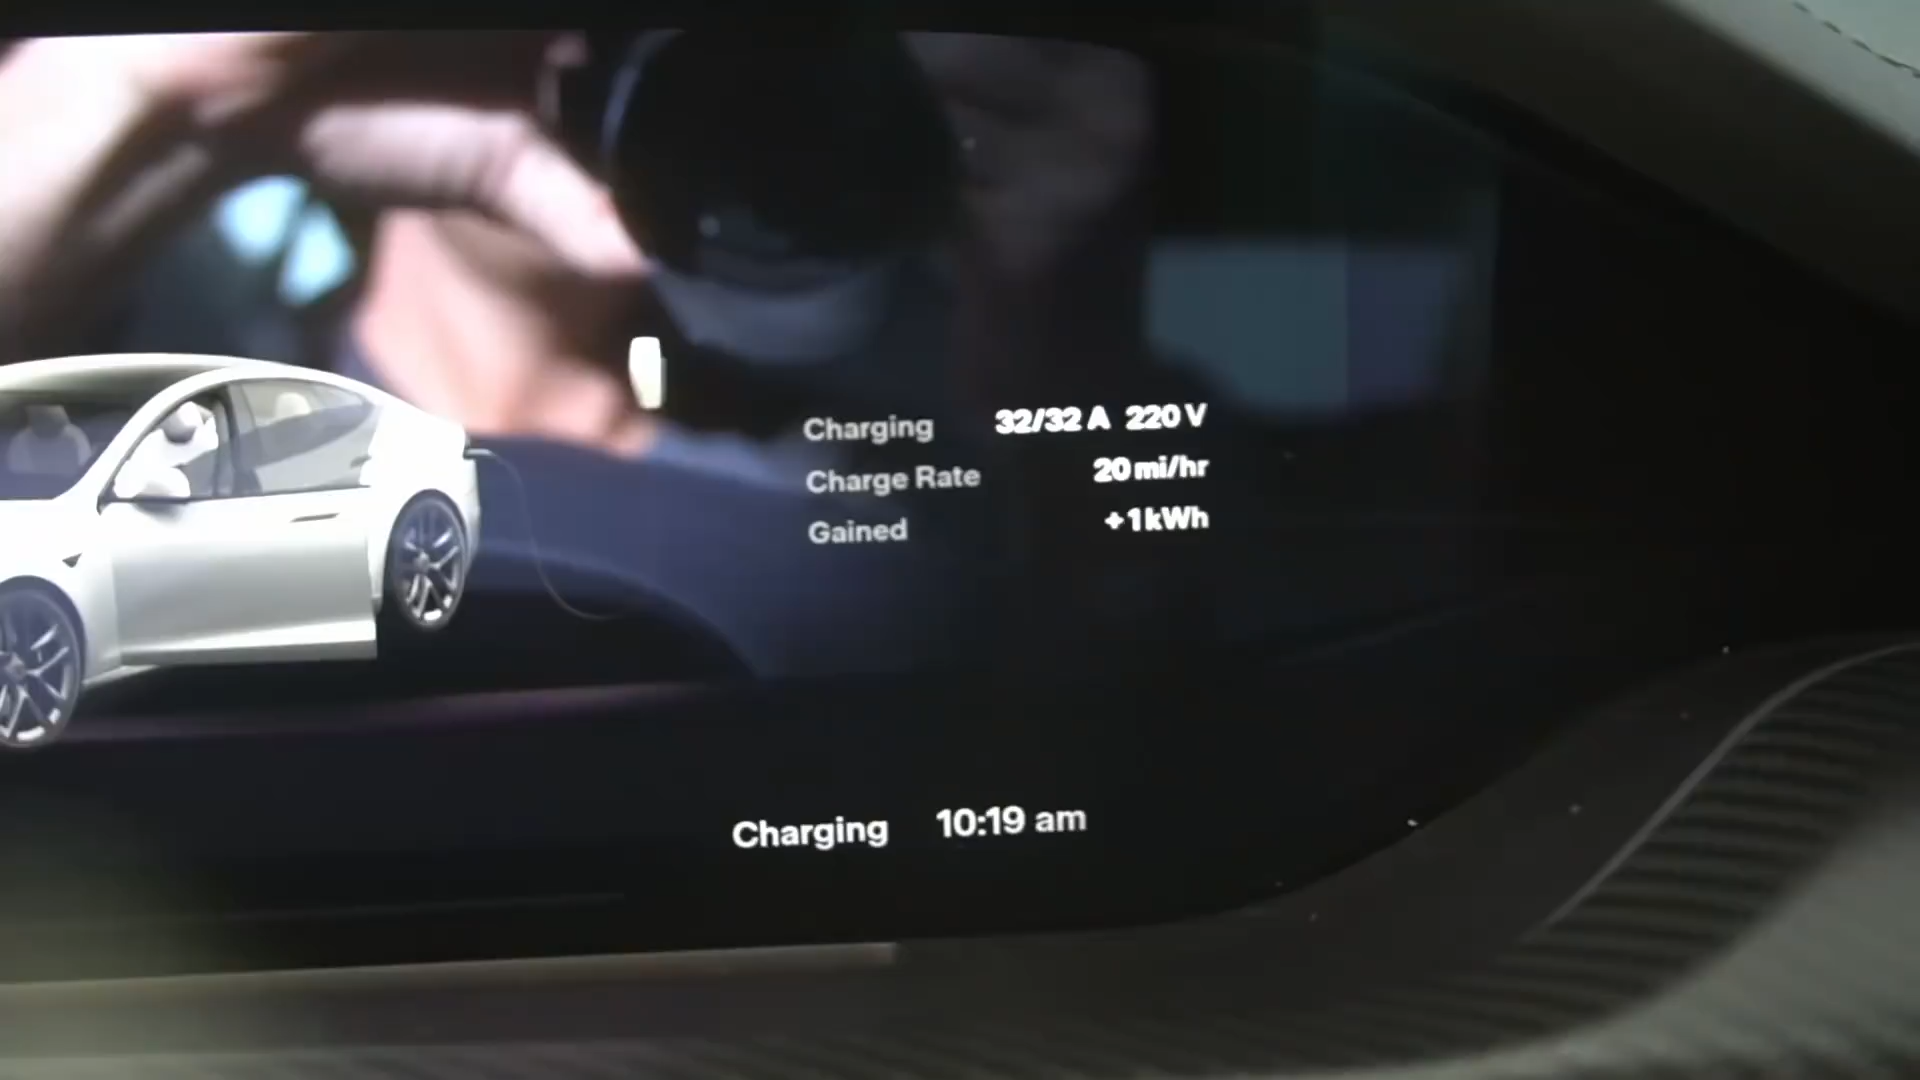 Charging 32/32 A 220 V
Charge Rate 20 mi/hr
Gained +1 kWh
Charging 10:19 am